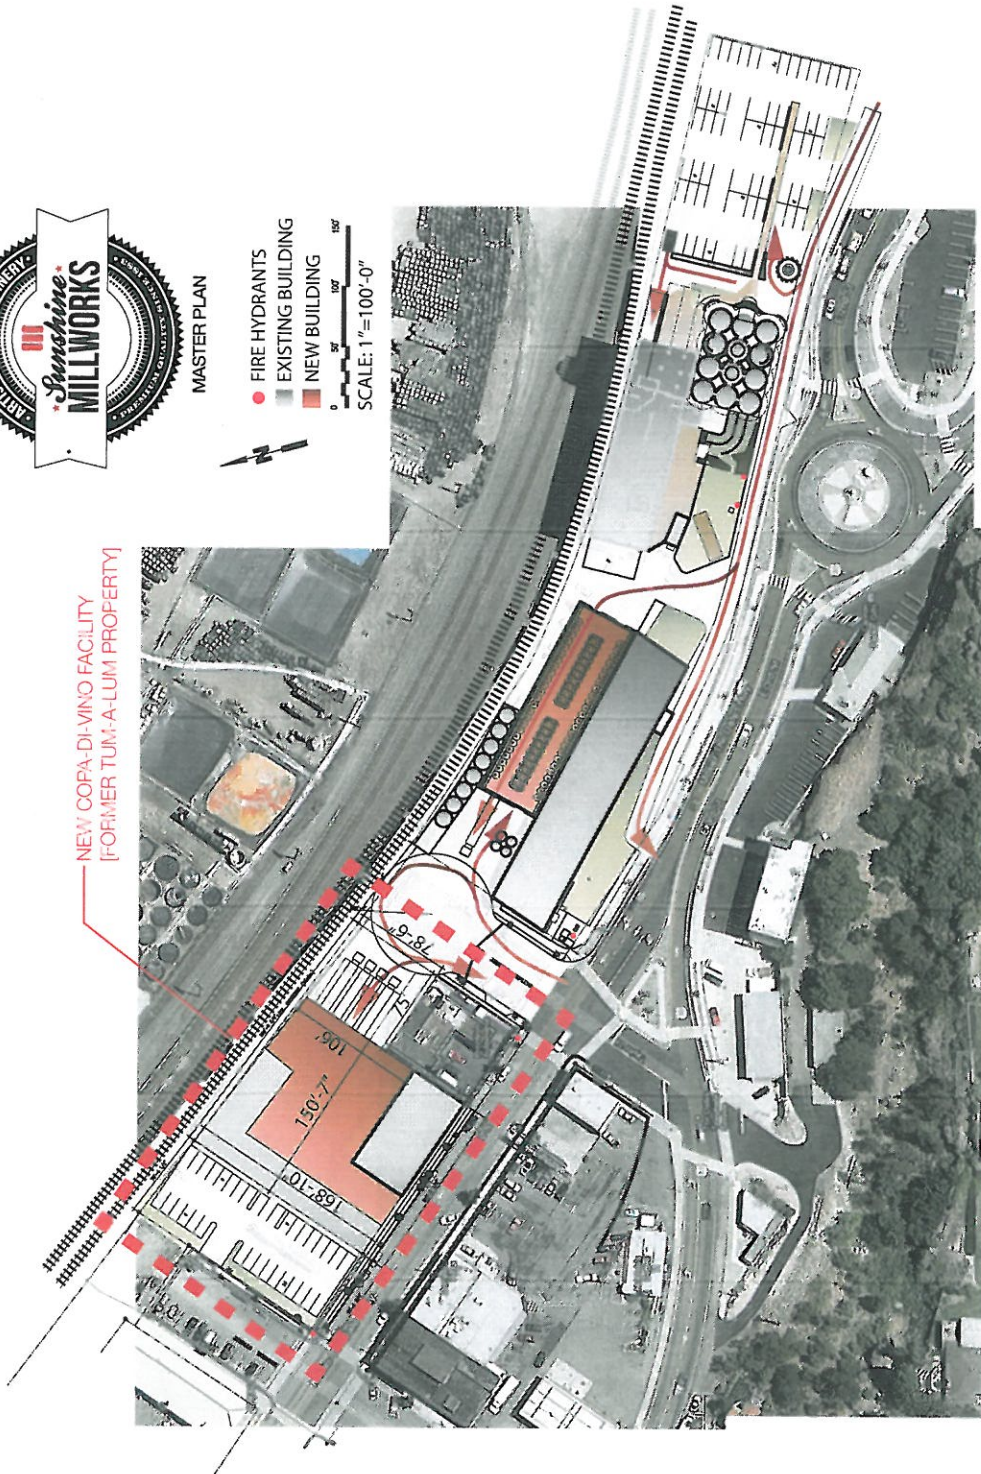 Sunshine
MILLWORKS
MASTER PLAN
FIRE HYDRANTS
EXISTING BUILDING
NEW BUILDING
0 50' 100' 150'
SCALE: 1"=100'-0"
N
NEW COPA-DI-VINO FACILITY
[FORMER TUM-A-LUM PROPERTY]
78'-6"
75'
106'
150'-7"
168'-10"